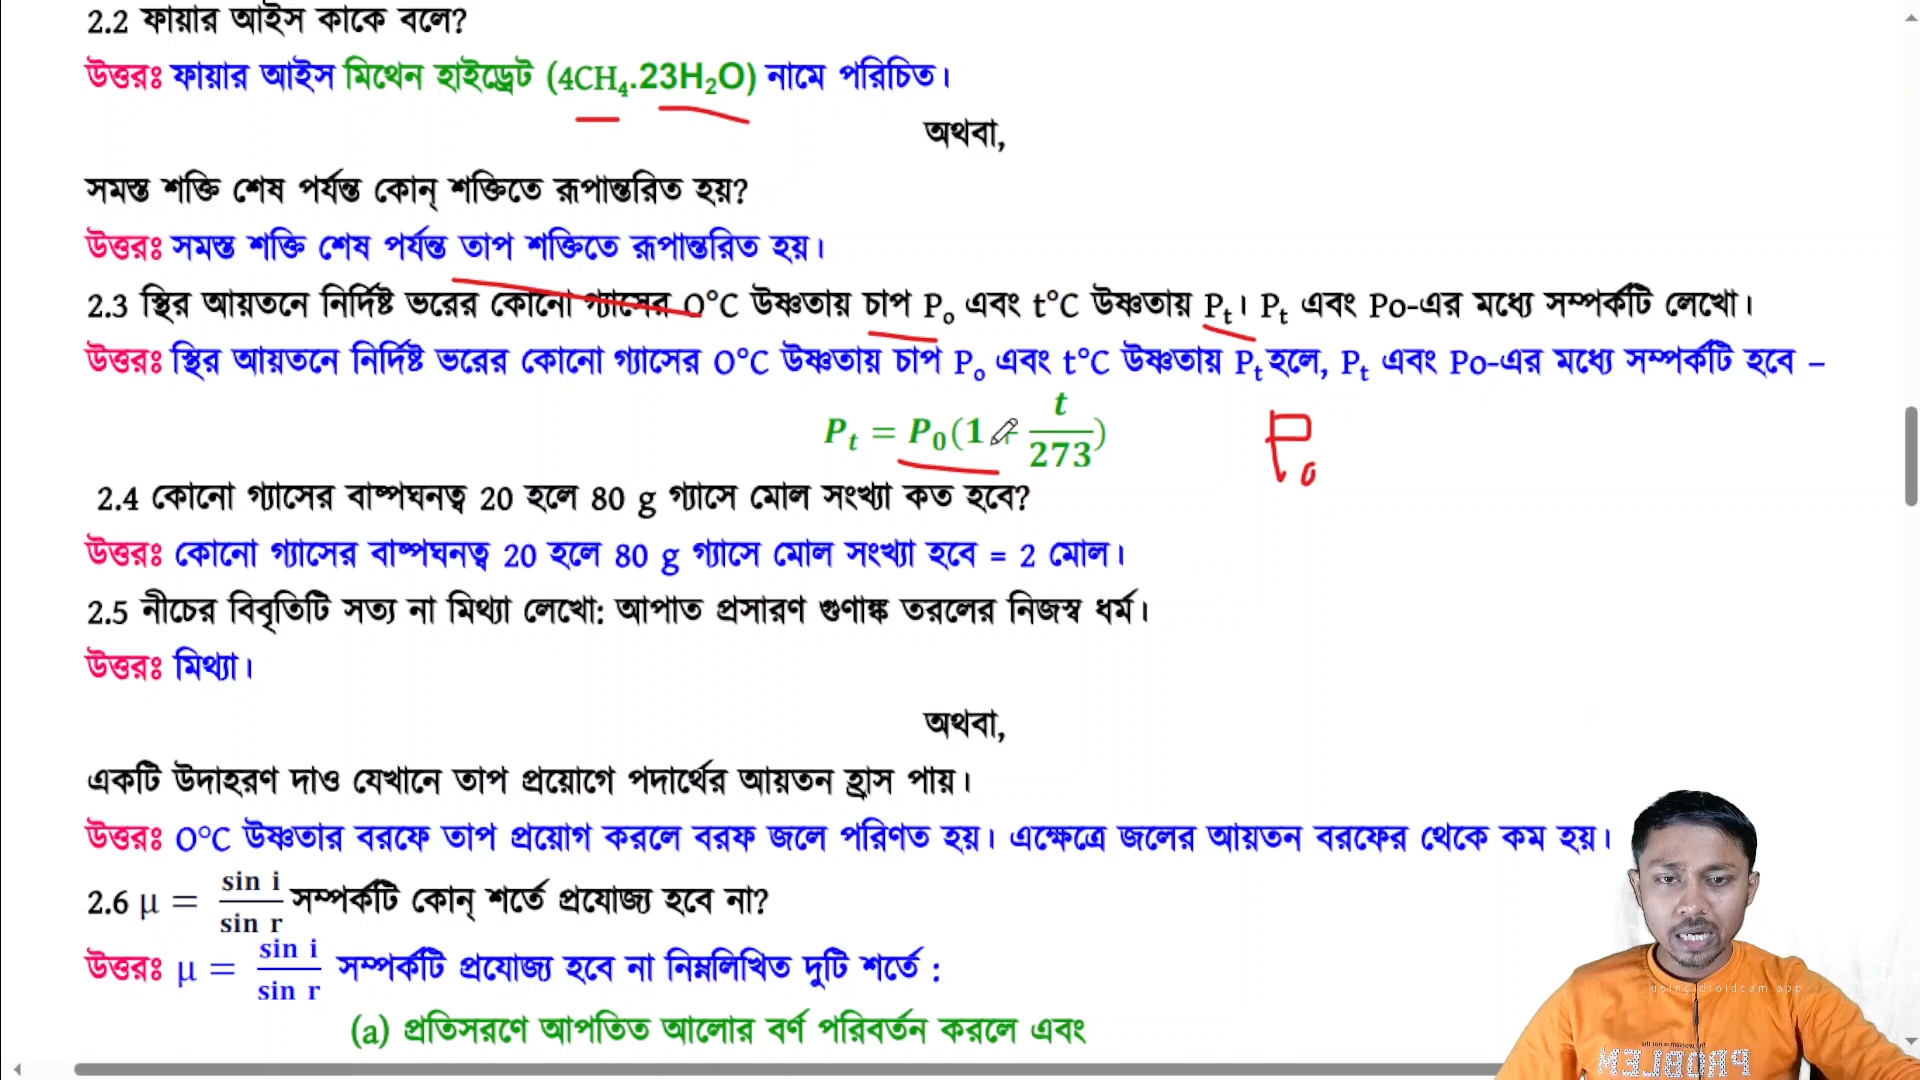 2.2 ফায়ার আইস কাকে বলে?
উত্তরঃ ফায়ার আইস মিথেন হাইড্রেট (4CH₄.23H₂O) নামে পরিচিত।
অথবা,
সমস্ত শক্তি শেষ পর্যন্ত কোন্ শক্তিতে রূপান্তরিত হয়?
উত্তরঃ সমস্ত শক্তি শেষ পর্যন্ত তাপ শক্তিতে রূপান্তরিত হয়।
2.3 স্থির আয়তনে নির্দিষ্ট ভরের কোনো গ্যাসের 0°C উষ্ণতায় চাপ Pₒ এবং t°C উষ্ণতায় Pₜ। Pₜ এবং Po-এর মধ্যে সম্পর্কটি লেখো।
উত্তরঃ স্থির আয়তনে নির্দিষ্ট ভরের কোনো গ্যাসের 0°C উষ্ণতায় চাপ Pₒ এবং t°C উষ্ণতায় Pₜ হলে, Pₜ এবং Po-এর মধ্যে সম্পর্কটি হবে –
Pₜ = P₀(1 + t/273)
P₀
2.4 কোনো গ্যাসের বাষ্পঘনত্ব 20 হলে 80 g গ্যাসে মোল সংখ্যা কত হবে?
উত্তরঃ কোনো গ্যাসের বাষ্পঘনত্ব 20 হলে 80 g গ্যাসে মোল সংখ্যা হবে = 2 মোল।
2.5 নীচের বিবৃতিটি সত্য না মিথ্যা লেখো: আপাত প্রসারণ গুণাঙ্ক তরলের নিজস্ব ধর্ম।
উত্তরঃ মিথ্যা।
অথবা,
একটি উদাহরণ দাও যেখানে তাপ প্রয়োগে পদার্থের আয়তন হ্রাস পায়।
উত্তরঃ 0°C উষ্ণতার বরফে তাপ প্রয়োগ করলে বরফ জলে পরিণত হয়। এক্ষেত্রে জলের আয়তন বরফের থেকে কম হয়।
2.6 μ = sin i/sin r সম্পর্কটি কোন্ শর্তে প্রযোজ্য হবে না?
উত্তরঃ μ = sin i/sin r সম্পর্কটি প্রযোজ্য হবে না নিম্নলিখিত দুটি শর্তে :
(a) প্রতিসরণে আপতিত আলোর বর্ণ পরিবর্তন করলে এবং
using droidcam.app
PROBLEM